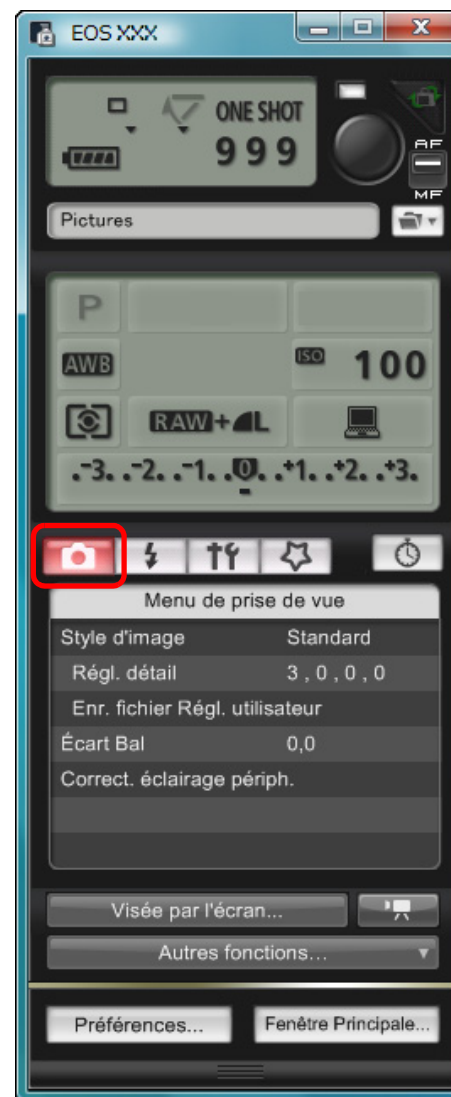 EOS XXX
ONE SHOT
999
AF
MF
Pictures
P
AWB
ISO 100
RAW+L
.-3. .-2. .-1. .0. .+1. .+2. .+3.
Menu de prise de vue
Style d'image Standard
Régl. détail 3 , 0 , 0 , 0
Enr. fichier Régl. utilisateur
Écart Bal 0,0
Correct. éclairage périph.
Visée par l'écran...
Autres fonctions...
Préférences... Fenêtre Principale...